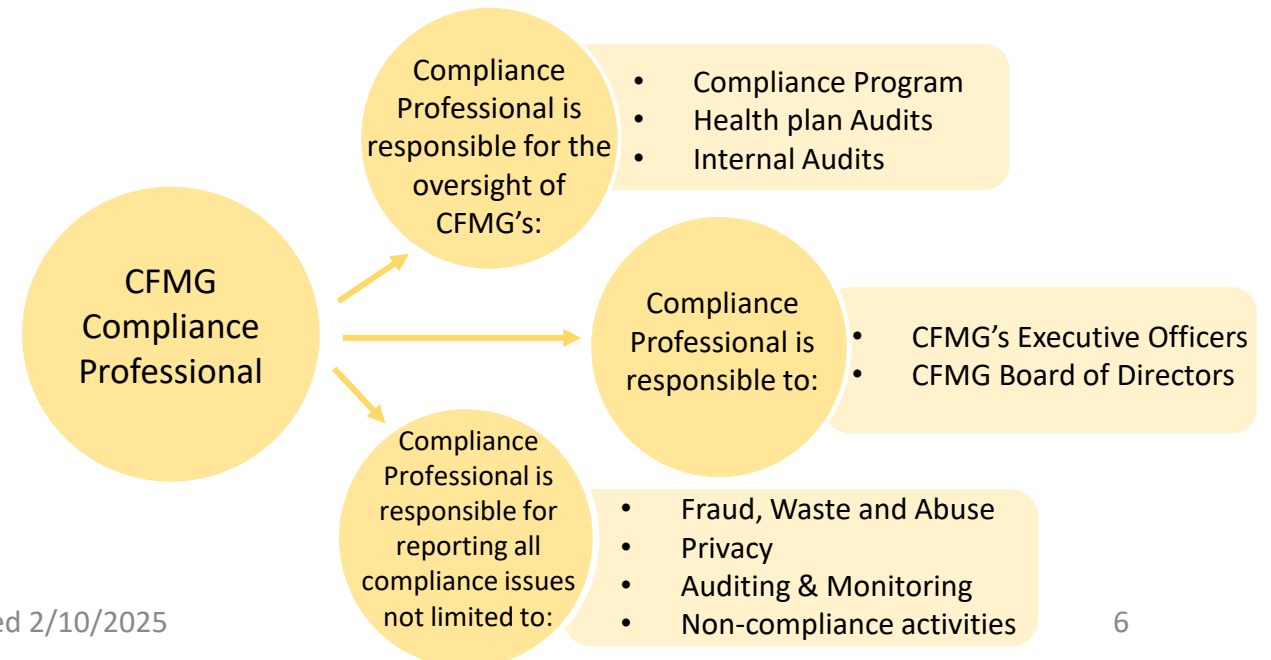 CFMG
Compliance
Professional
Compliance
Professional is
responsible for the
oversight of
CFMG’s:
• Compliance Program
• Health plan Audits
• Internal Audits
Compliance
Professional is
responsible to:
• CFMG’s Executive Officers
• CFMG Board of Directors
Compliance
Professional is
responsible for
reporting all
compliance issues
not limited to:
• Fraud, Waste and Abuse
• Privacy
• Auditing & Monitoring
• Non-compliance activities
2/10/2025
6